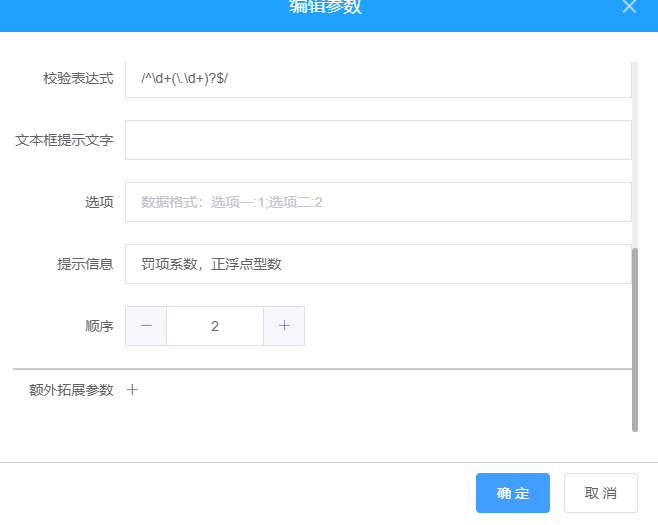 编辑参数
校验表达式 /^\d+(\.\d+)?$/
文本框提示文字
选项 数据格式：选项一:1;选项二:2
提示信息 罚项系数，正浮点型数
顺序 2
额外拓展参数
确 定 取 消